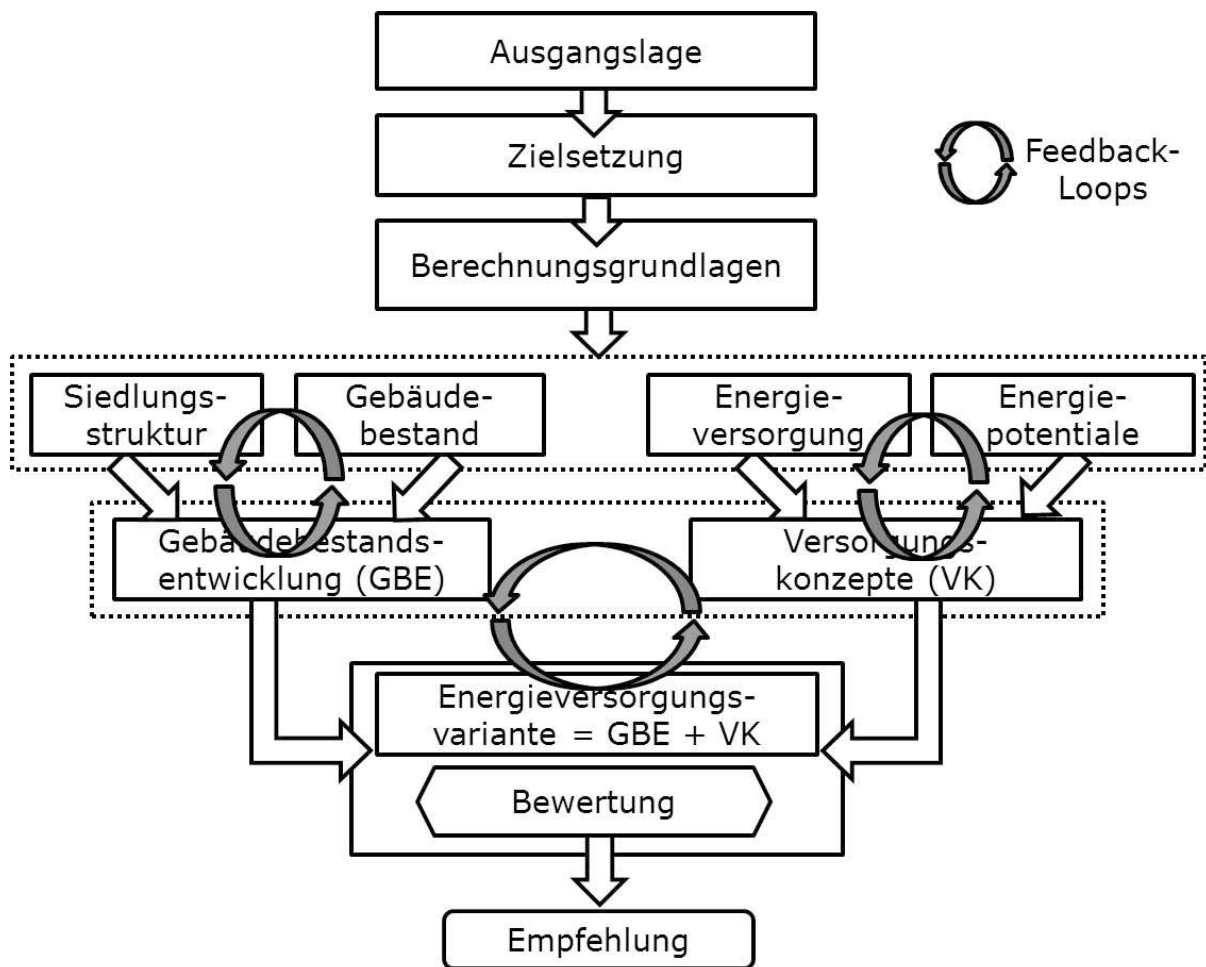 Ausgangslage
Zielsetzung
Feedback-
Loops
Berechnungsgrundlagen
Siedlungs-
struktur
Gebäude-
bestand
Energie-
versorgung
Energie-
potentiale
Gebäudebestands-
entwicklung (GBE)
Versorgungs-
konzepte (VK)
Energieversorgungs-
variante = GBE + VK
Bewertung
Empfehlung